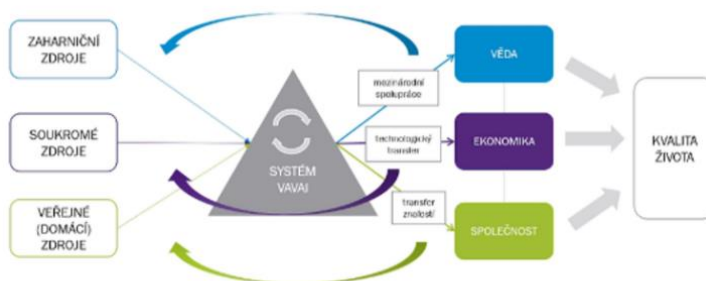 ZAHARNIČNÍ
ZDROJE
SOUKROMÉ
ZDROJE
VEŘEJNÉ
(DOMÁCÍ)
ZDROJE
SYSTÉM
VAVAI
mezinárodní
spolupráce
technologický
transfer
transfer
znalostí
VĚDA
EKONOMIKA
SPOLEČNOST
KVALITA
ŽIVOTA